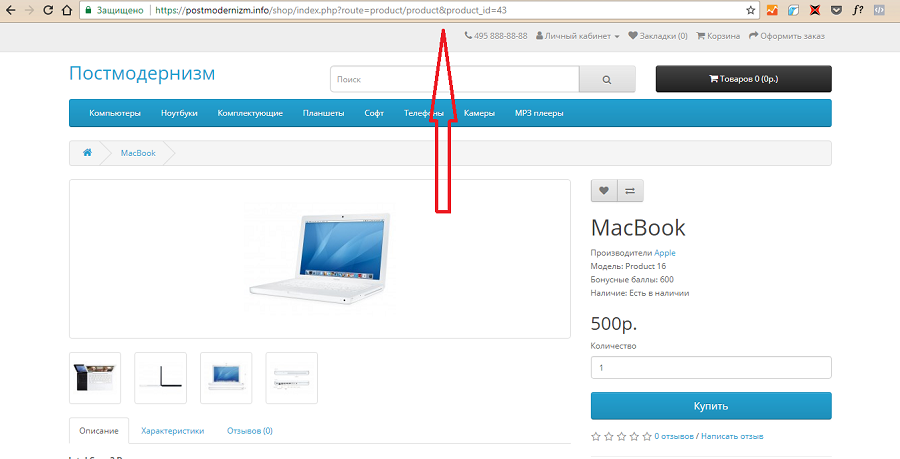 Защищено https://postmodernizm.info/shop/index.php?route=product/product&product_id=43
f?
495 888-88-88 Личный кабинет Закладки (0) Корзина Оформить заказ
Постмодернизм
Поиск
Товаров 0 (0р.)
Компьютеры Ноутбуки Комплектующие Планшеты Софт Телефоны Камеры MP3 плееры
MacBook
MacBook
Производители Apple
Модель: Product 16
Бонусные баллы: 600
Наличие: Есть в наличии
500р.
Количество
1
Купить
0 отзывов / Написать отзыв
Описание Характеристики Отзывов (0)